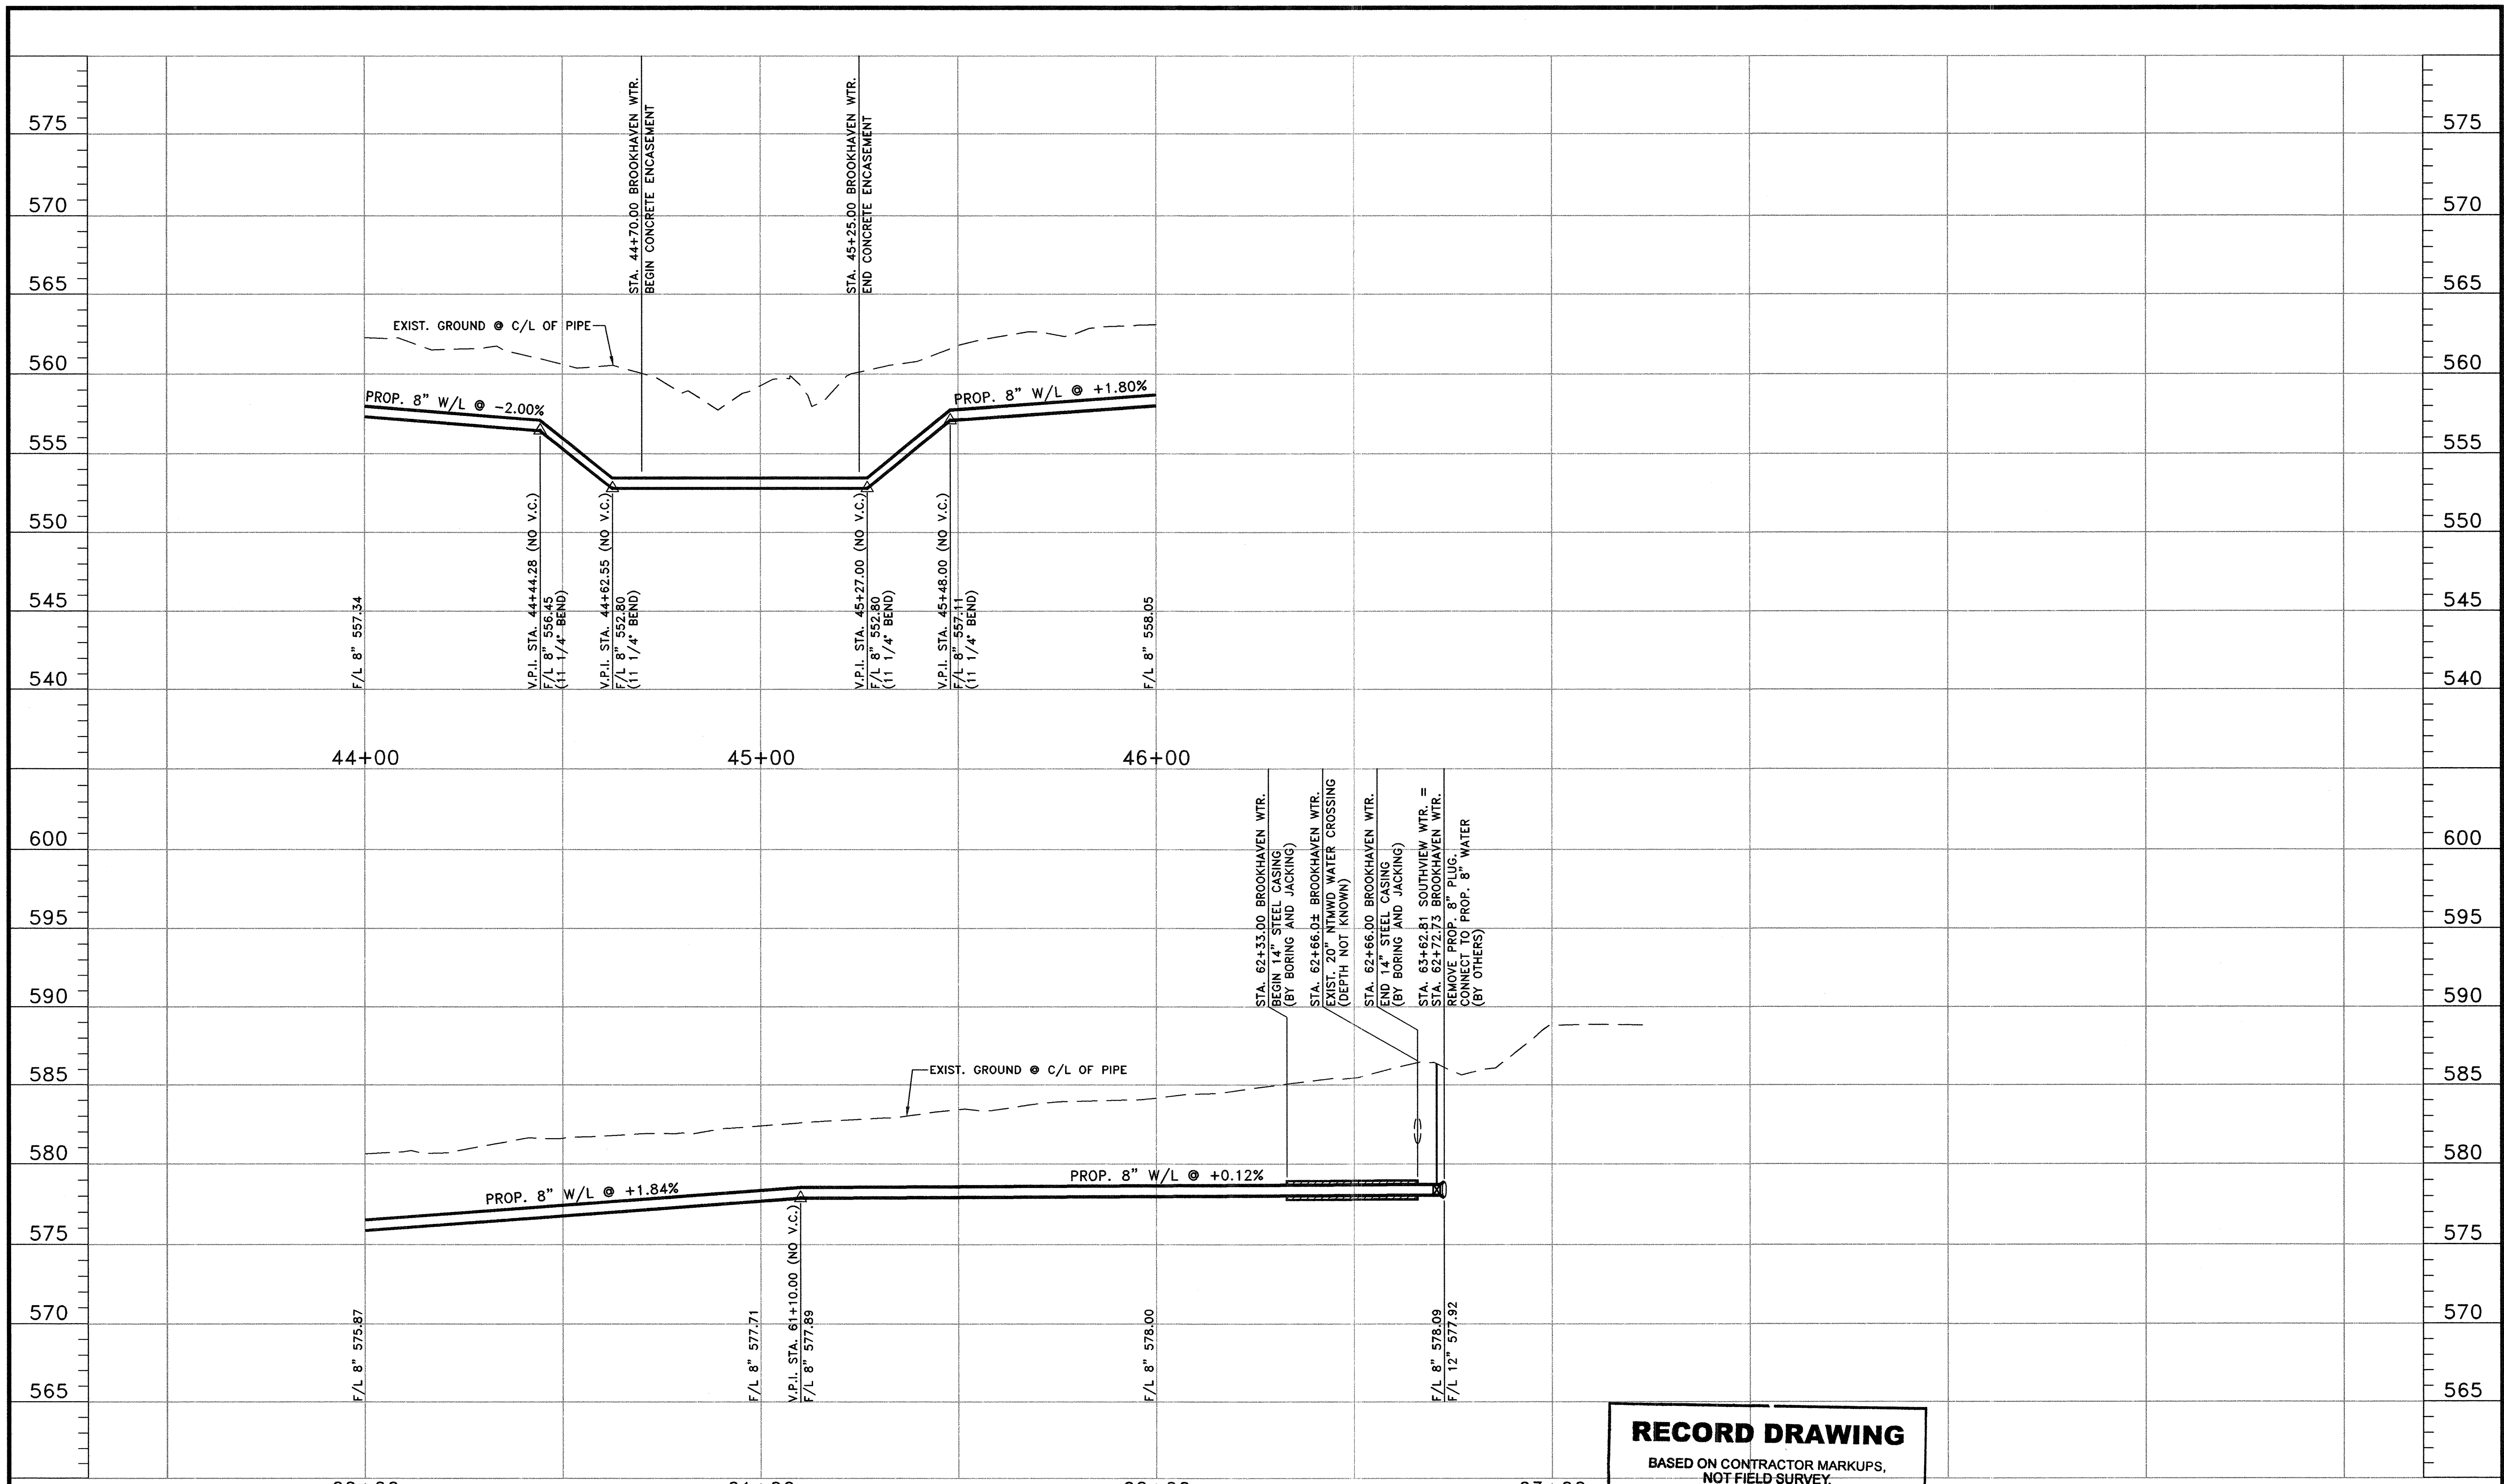 575
570
565
560
555
550
545
540
575
570
565
560
555
550
545
540
STA. 44+70.00 BROOKHAVEN WTR.
BEGIN CONCRETE ENCASEMENT
STA. 45+25.00 BROOKHAVEN WTR.
END CONCRETE ENCASEMENT
EXIST. GROUND @ C/L OF PIPE
PROP. 8" W/L @ -2.00%
PROP. 8" W/L @ +1.80%
F/L 8" 557.34
V.P.I. STA. 44+44.28 (NO V.C.)
F/L 8" 556.45
(11 1/4° BEND)
V.P.I. STA. 44+62.55 (NO V.C.)
F/L 8" 552.80
(11 1/4° BEND)
V.P.I. STA. 45+27.00 (NO V.C.)
F/L 8" 552.80
(11 1/4° BEND)
V.P.I. STA. 45+48.00 (NO V.C.)
F/L 8" 557.11
(11 1/4° BEND)
F/L 8" 558.05
44+00
45+00
46+00
600
595
590
585
580
575
570
565
600
595
590
585
580
575
570
565
STA. 62+33.00 BROOKHAVEN WTR.
BEGIN 14" STEEL CASING
(BY BORING AND JACKING)
STA. 62+66.0± BROOKHAVEN WTR.
EXIST. 20" NTMWD WATER CROSSING
(DEPTH NOT KNOWN)
STA. 62+66.00 BROOKHAVEN WTR.
END 14" STEEL CASING
(BY BORING AND JACKING)
STA. 63+62.81 SOUTHVIEW WTR. =
STA. 62+72.73 BROOKHAVEN WTR.
REMOVE PROP. 8" PLUG.
CONNECT TO PROP. 8" WATER
(BY OTHERS)
EXIST. GROUND @ C/L OF PIPE
PROP. 8" W/L @ +1.84%
PROP. 8" W/L @ +0.12%
F/L 8" 575.87
F/L 8" 577.71
V.P.I. STA. 61+10.00 (NO V.C.)
F/L 8" 577.89
F/L 8" 578.00
F/L 8" 578.09
F/L 12" 577.92
RECORD DRAWING
BASED ON CONTRACTOR MARKUPS,
NOT FIELD SURVEY.